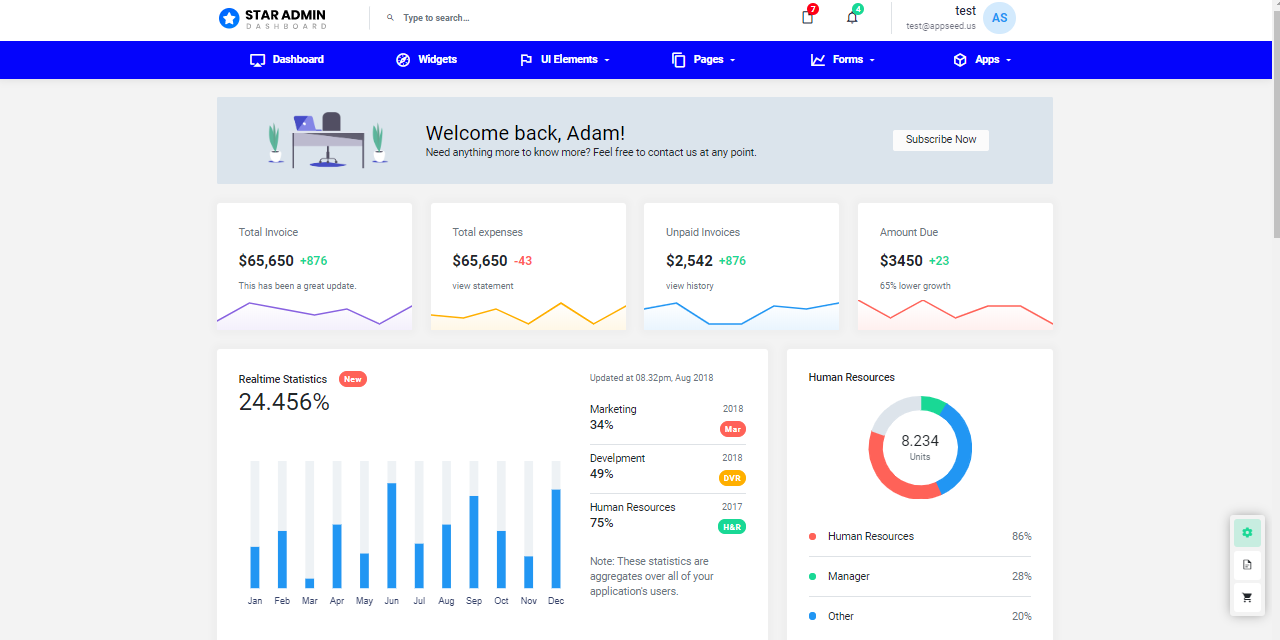 STAR ADMIN
DASHBOARD
Type to search...
7
4
test
test@appseed.us
AS
Dashboard
Widgets
UI Elements
Pages
Forms
Apps
Welcome back, Adam!
Need anything more to know more? Feel free to contact us at any point.
Subscribe Now
Total Invoice
$65,650 +876
This has been a great update.
Total expenses
$65,650 -43
view statement
Unpaid Invoices
$2,542 +876
view history
Amount Due
$3450 +23
65% lower growth
Realtime Statistics New
24.456%
Jan Feb Mar Apr May Jun Jul Aug Sep Oct Nov Dec
Updated at 08.32pm, Aug 2018
Marketing 2018
34% Mar
Develpment 2018
49% DVR
Human Resources 2017
75% H&R
Note: These statistics are
aggregates over all of your
application's users.
Human Resources
8.234
Units
Human Resources 86%
Manager 28%
Other 20%